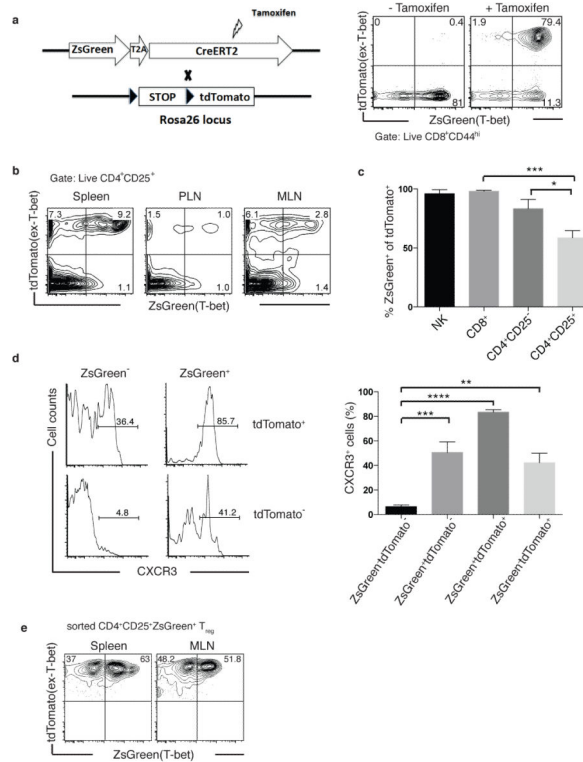 a
Tamoxifen
ZsGreen T2A CreERT2
x
STOP tdTomato
Rosa26 locus
- Tamoxifen + Tamoxifen
0 0.4 1.9 79.4
81 11.3
tdTomato(ex-T-bet)
ZsGreen(T-bet)
Gate: Live CD8⁺CD44ʰⁱ
b
Gate: Live CD4⁺CD25⁺
Spleen PLN MLN
7.3 9.2 1.5 1.0 6.1 2.8
1.1 1.0 1.4
tdTomato(ex-T-bet)
ZsGreen(T-bet)
c
*** 
*
100
50
0
% ZsGreen⁺ of tdTomato⁺
NK CD8⁺ CD4⁺CD25⁻ CD4⁺CD25⁺
d
ZsGreen⁻ ZsGreen⁺
36.4 85.7 tdTomato⁺
4.8 41.2 tdTomato⁻
Cell counts
CXCR3
**
****
***
100
80
60
40
20
0
CXCR3⁺ cells (%)
ZsGreen⁻tdTomato⁻ ZsGreen⁺tdTomato⁻ ZsGreen⁺tdTomato⁺ ZsGreen⁻tdTomato⁺
e
sorted CD4⁺CD25⁺ZsGreen⁺ Treg
Spleen MLN
37 63 48.2 51.8
tdTomato(ex-T-bet)
ZsGreen(T-bet)